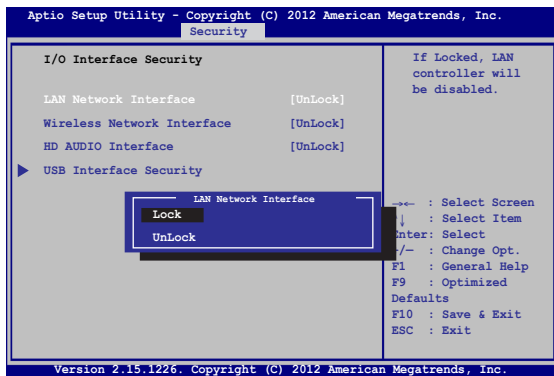 Aptio Setup Utility - Copyright (C) 2012 American Megatrends, Inc.
Security
I/O Interface Security
LAN Network Interface [UnLock]
Wireless Network Interface [UnLock]
HD AUDIO Interface [UnLock]
USB Interface Security
If Locked, LAN
controller will
be disabled.
LAN Network Interface
Lock
UnLock
→← : Select Screen
: Select Item
Enter: Select
+/— : Change Opt.
F1 : General Help
F9 : Optimized
Defaults
F10 : Save & Exit
ESC : Exit
Version 2.15.1226. Copyright (C) 2012 American Megatrends, Inc.